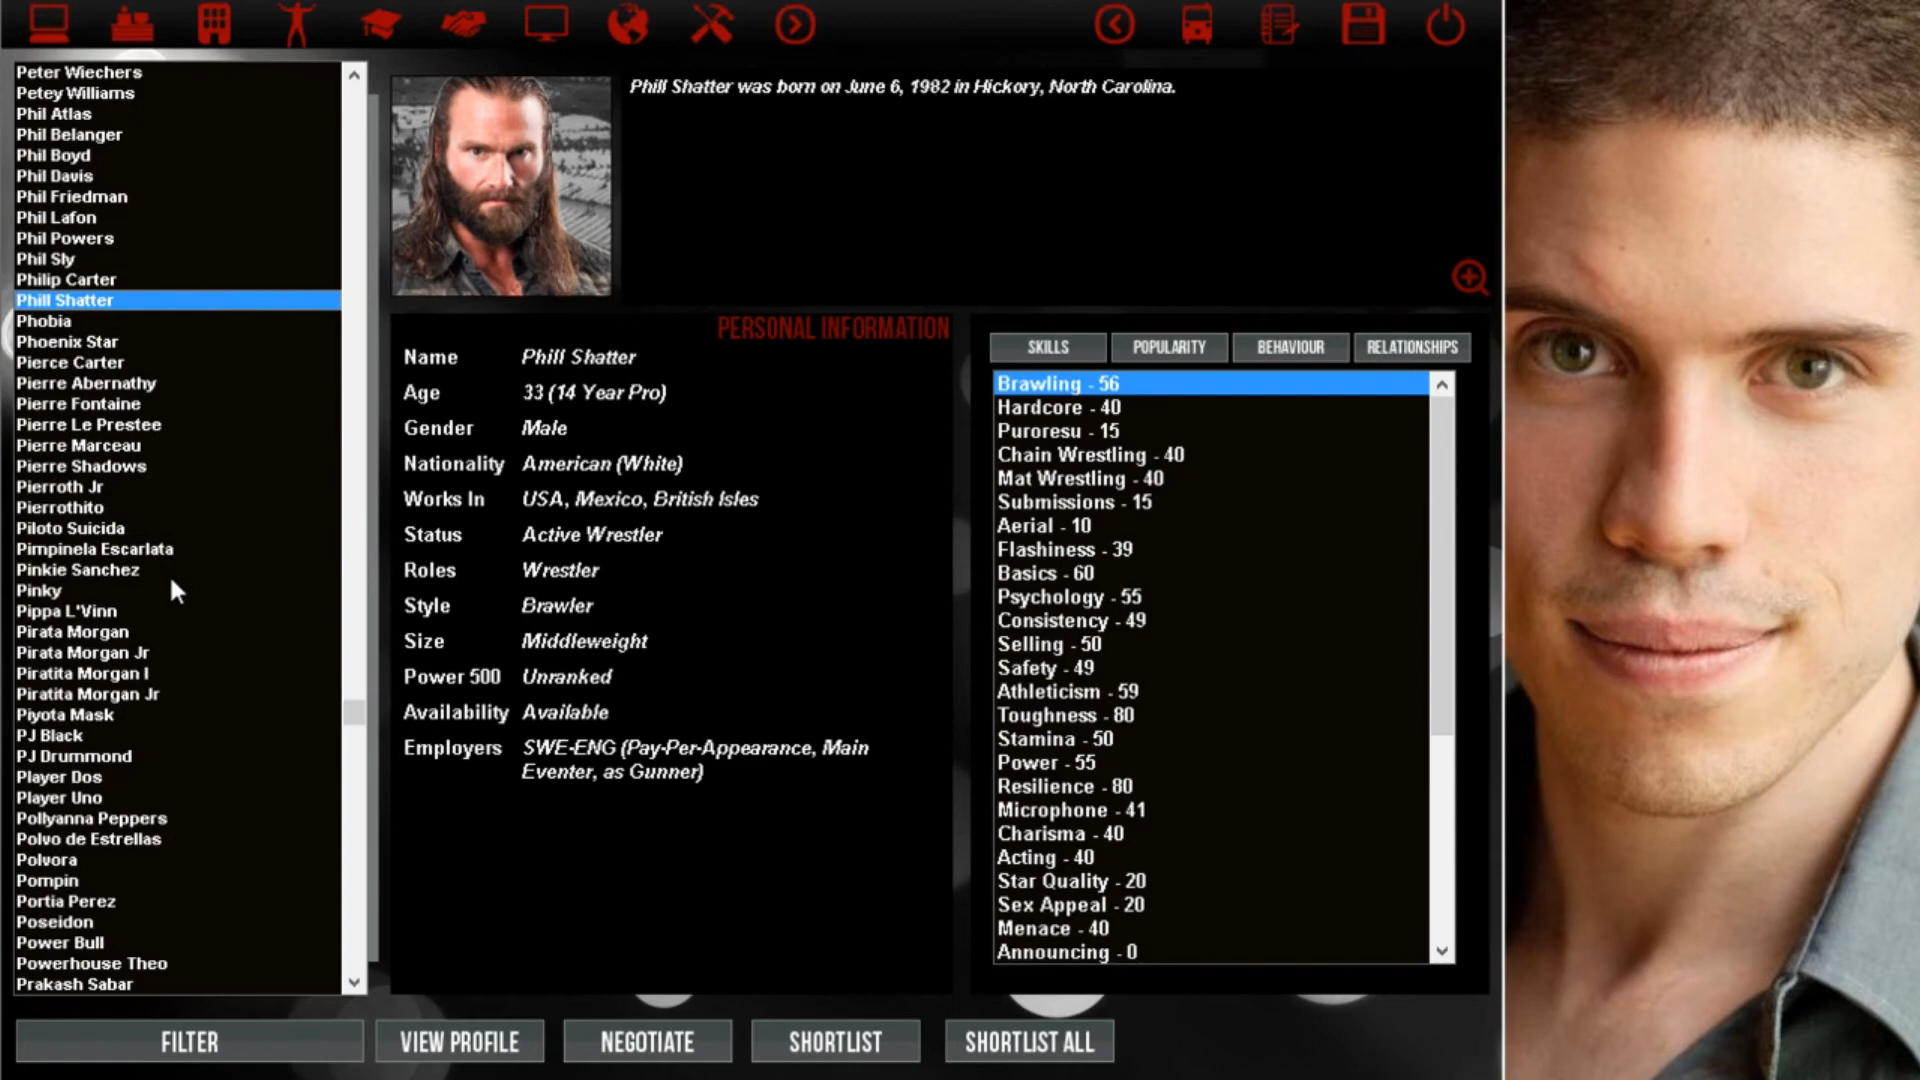 Peter Wiechers
Petey Williams
Phil Atlas
Phil Belanger
Phil Boyd
Phil Davis
Phil Friedman
Phil Lafon
Phil Powers
Phil Sly
Philip Carter
Phill Shatter
Phobia
Phoenix Star
Pierce Carter
Pierre Abernathy
Pierre Fontaine
Pierre Le Prestee
Pierre Marceau
Pierre Shadows
Pierroth Jr
Pierrothito
Piloto Suicida
Pimpinela Escarlata
Pinkie Sanchez
Pinky
Pippa L'Vinn
Pirata Morgan
Pirata Morgan Jr
Piratita Morgan I
Piratita Morgan Jr
Piyota Mask
PJ Black
PJ Drummond
Player Dos
Player Uno
Pollyanna Peppers
Polvo de Estrellas
Polvora
Pompin
Portia Perez
Poseidon
Power Bull
Powerhouse Theo
Prakash Sabar
Phill Shatter was born on June 6, 1982 in Hickory, North Carolina.
PERSONAL INFORMATION
Name Phill Shatter
Age 33 (14 Year Pro)
Gender Male
Nationality American (White)
Works In USA, Mexico, British Isles
Status Active Wrestler
Roles Wrestler
Style Brawler
Size Middleweight
Power 500 Unranked
Availability Available
Employers SWE-ENG (Pay-Per-Appearance, Main
Eventer, as Gunner)
SKILLS POPULARITY BEHAVIOUR RELATIONSHIPS
Brawling - 56
Hardcore - 40
Puroresu - 15
Chain Wrestling - 40
Mat Wrestling - 40
Submissions - 15
Aerial - 10
Flashiness - 39
Basics - 60
Psychology - 55
Consistency - 49
Selling - 50
Safety - 49
Athleticism - 59
Toughness - 80
Stamina - 50
Power - 55
Resilience - 80
Microphone - 41
Charisma - 40
Acting - 40
Star Quality - 20
Sex Appeal - 20
Menace - 40
Announcing - 0
FILTER VIEW PROFILE NEGOTIATE SHORTLIST SHORTLIST ALL